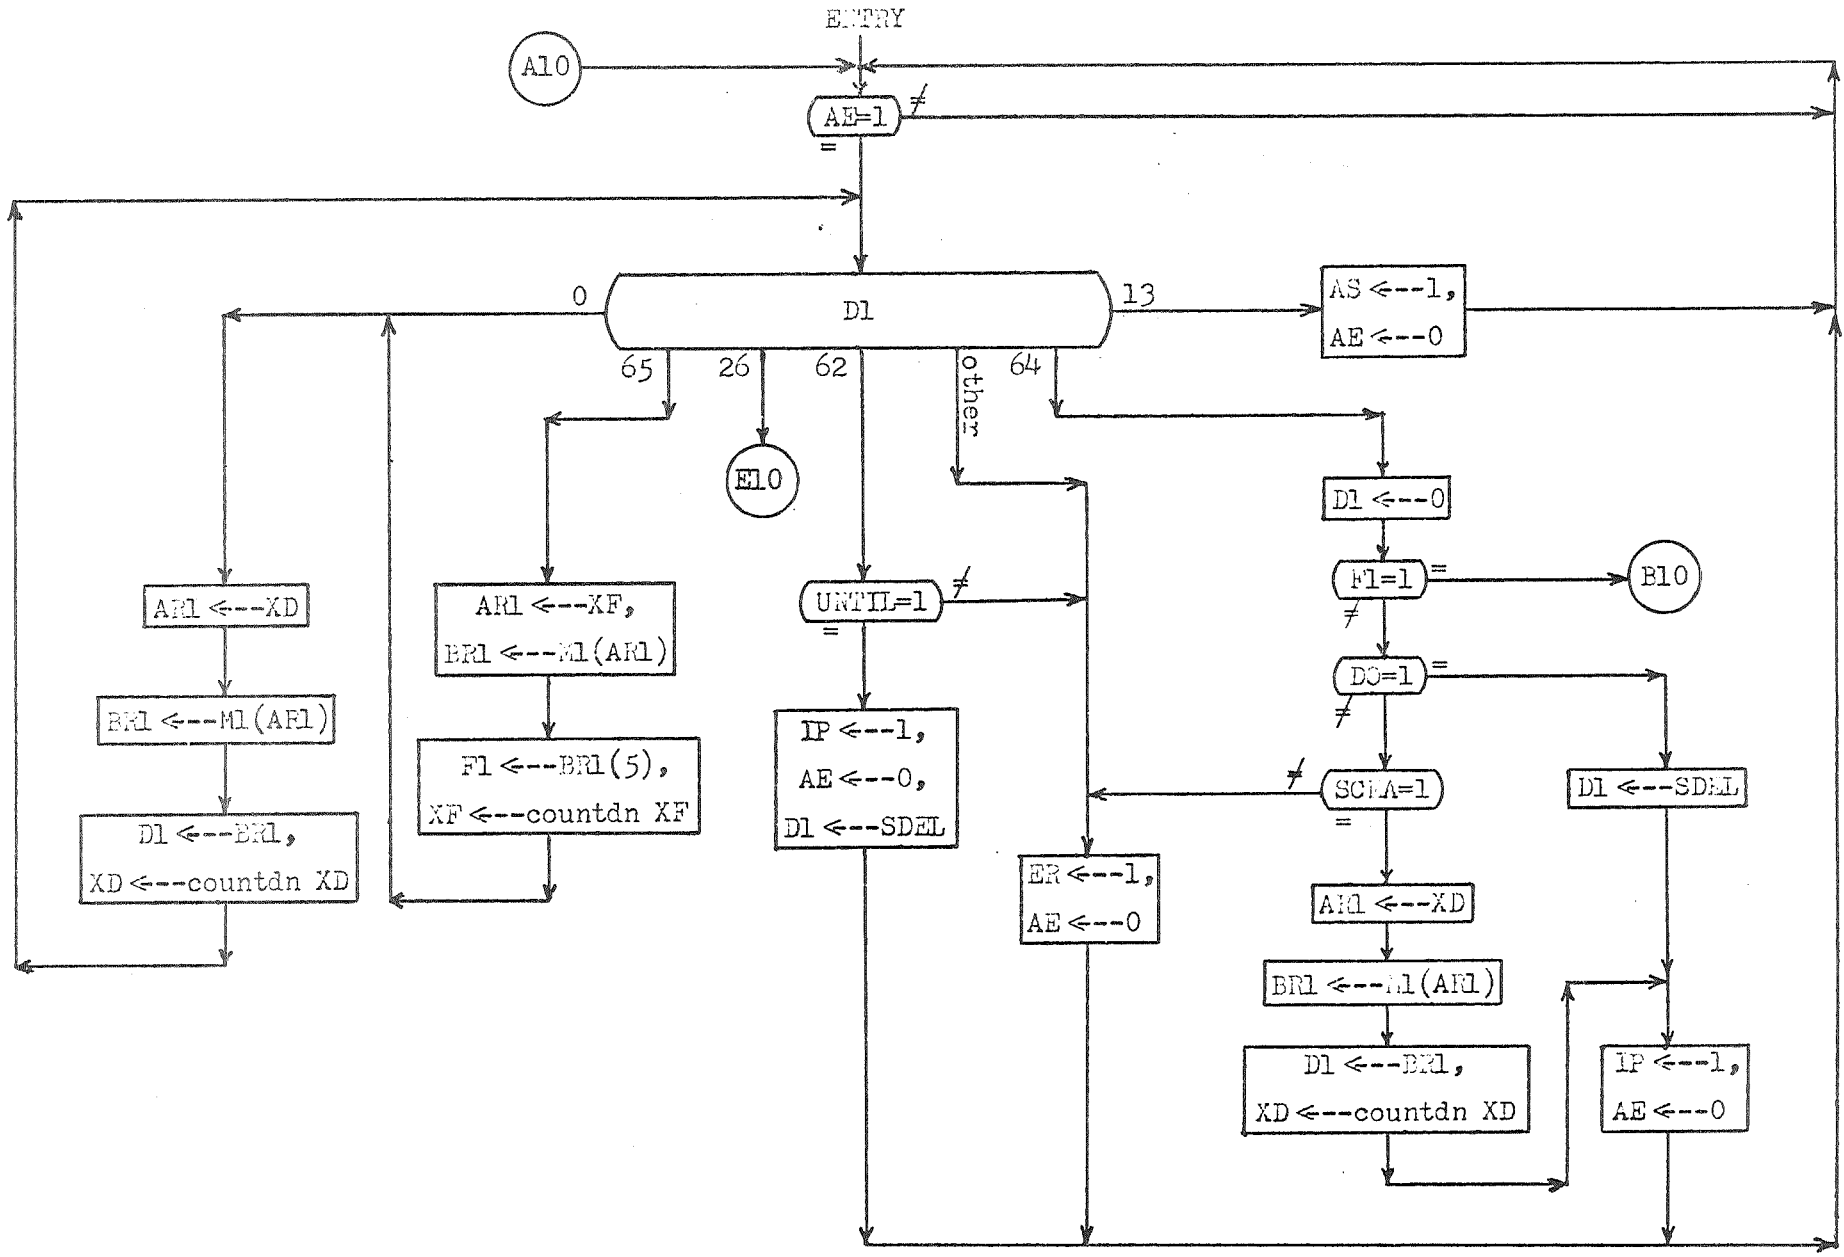 ENTRY
A10
≠
AE=1
=
0
D1
13
AS <---1,
AE <---0
65
26
62
other
64
E10
D1 <---0
F1=1
=
≠
B10
AR1 <---XD
AR1 <---XF,
BR1 <---M1(AR1)
UNTIL=1
≠
=
DO=1
=
≠
BR1 <---M1(AR1)
F1 <---BR1(5),
XF <---countdn XF
IP <---1,
AE <---0,
D1 <---SDEL
≠
SCMA=1
=
D1 <---SDEL
D1 <---BR1,
XD <---countdn XD
ER <---1,
AE <---0
AR1 <---XD
BR1 <---M1(AR1)
D1 <---BR1,
XD <---countdn XD
IP <---1,
AE <---0